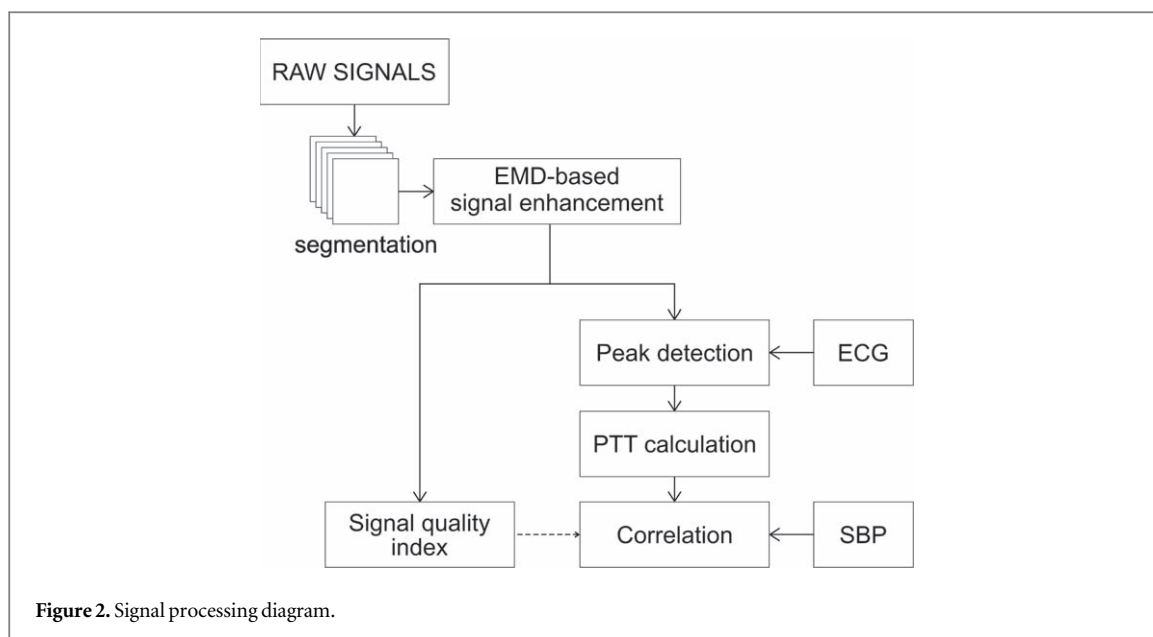 RAW SIGNALS
segmentation
EMD-based
signal enhancement
Peak detection
ECG
PTT calculation
Signal quality
index
Correlation
SBP
Figure 2. Signal processing diagram.